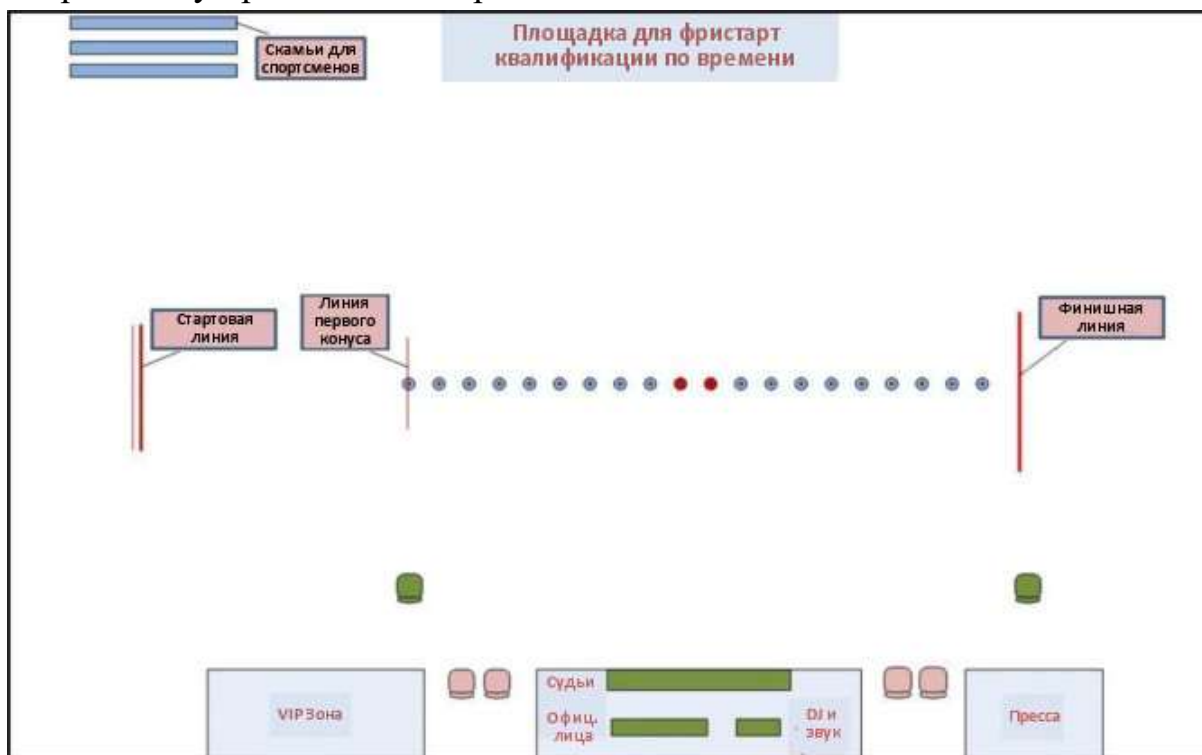 Площадка для фристарт
квалификации по времени
Скамьи для
спортсменов
Стартовая
линия
Линия
первого
конуса
Финишная
линия
VIP Зона
Судьи
Офиц.
лица
DJ и
звук
Пресса